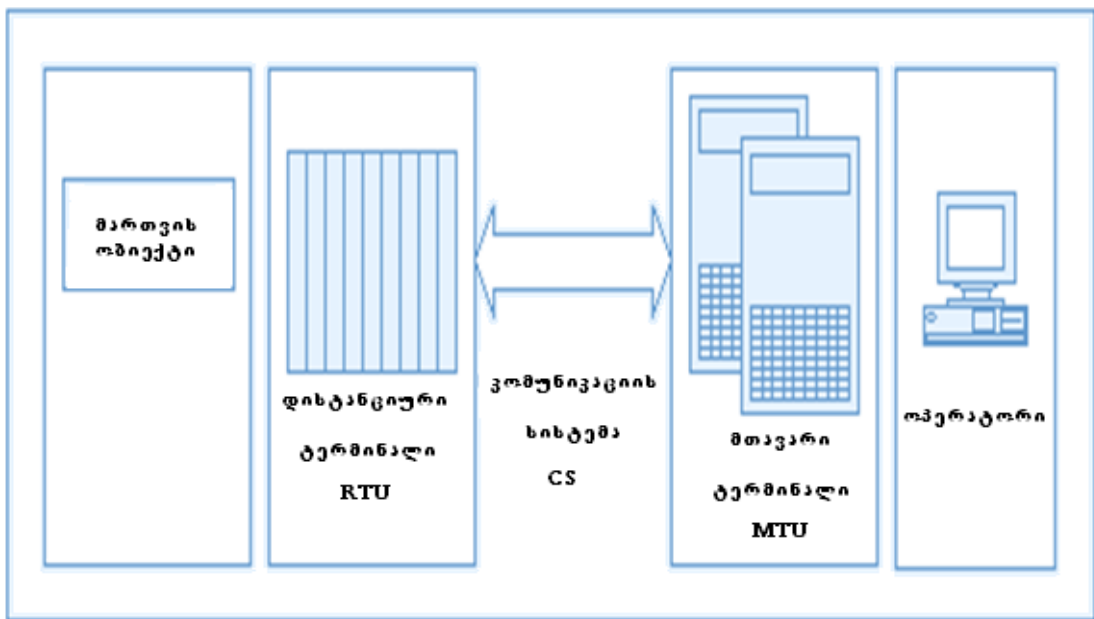 მართვის
ობიექტი
დისტანციური
ტერმინალი
RTU
კომუნიკაციის
სისტემა
CS
მთავარი
ტერმინალი
MTU
ოპერატორი